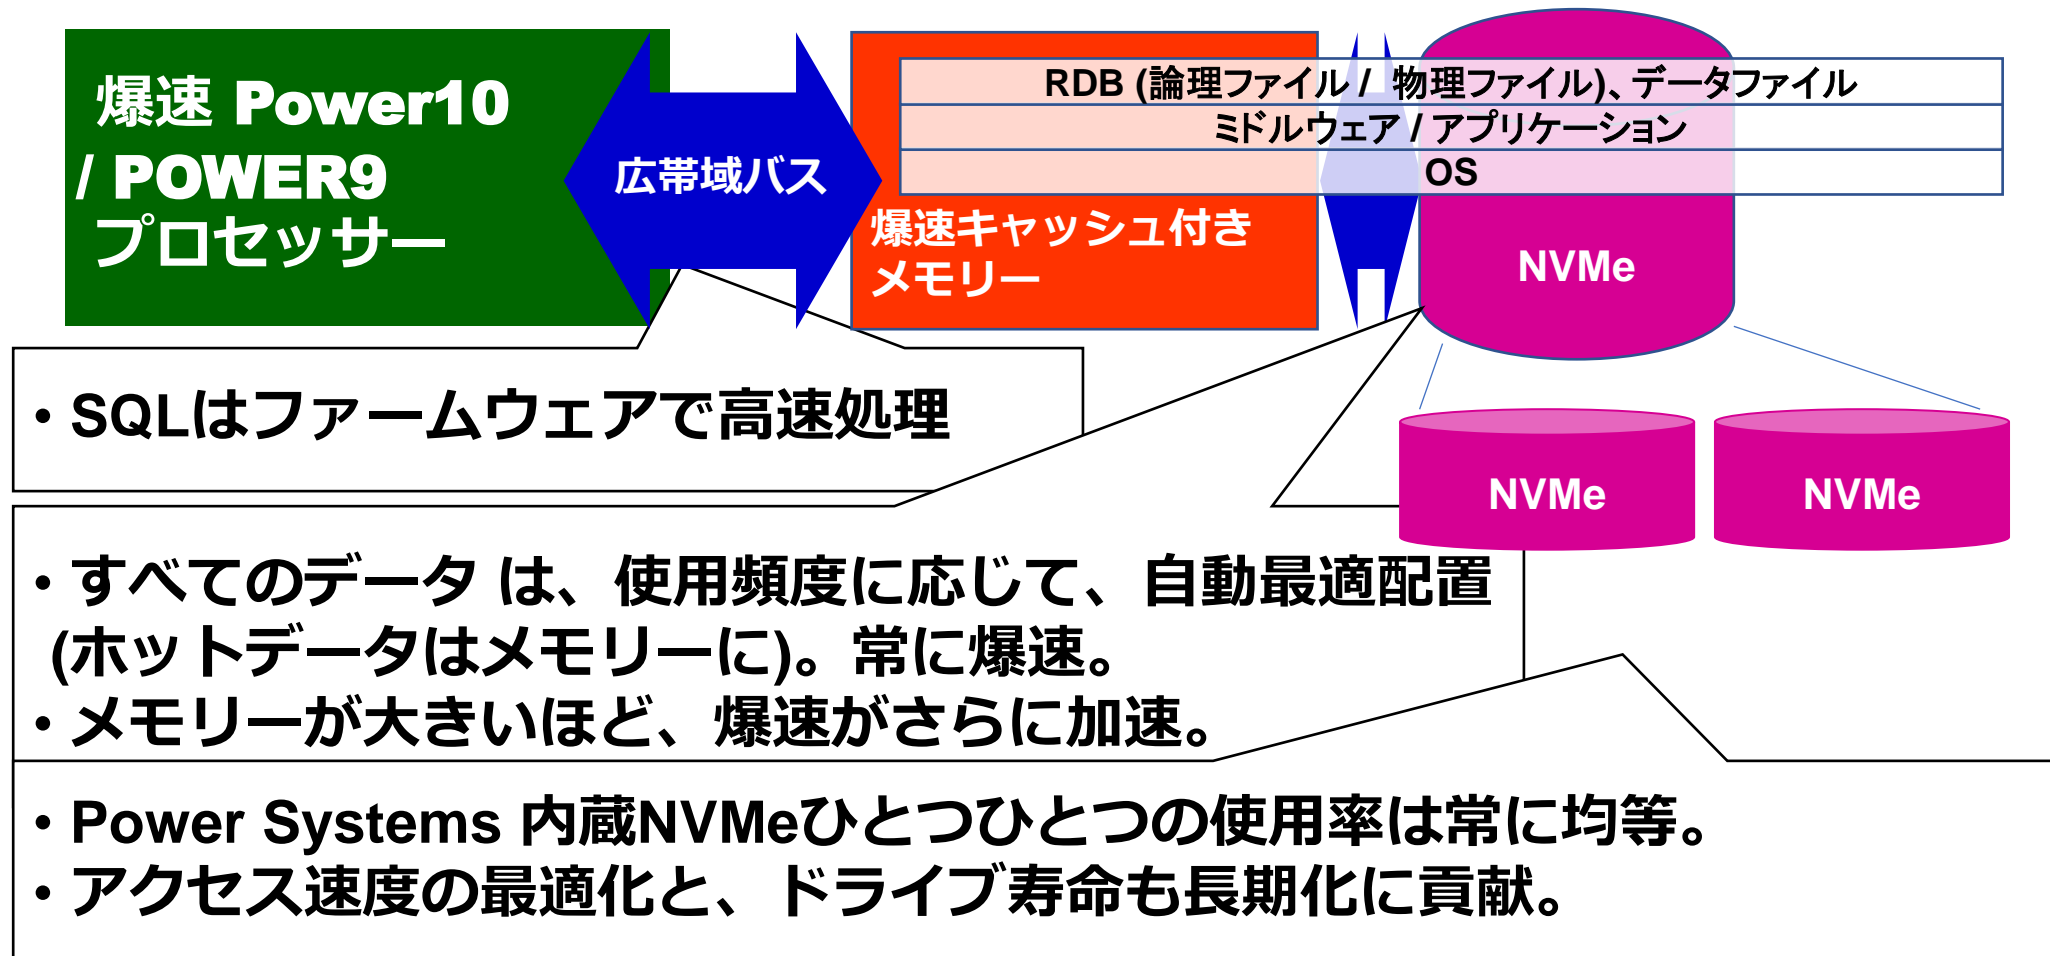 爆速 Power10
/ POWER9
プロセッサー
広帯域バス
RDB (論理ファイル / 物理ファイル)、データファイル
ミドルウェア / アプリケーション
OS
爆速キャッシュ付き
メモリー
NVMe
NVMe
NVMe
・SQLはファームウェアで高速処理
・すべてのデータ は、使用頻度に応じて、自動最適配置
(ホットデータはメモリーに)。常に爆速。
・メモリーが大きいほど、爆速がさらに加速。
・Power Systems 内蔵NVMeひとつひとつの使用率は常に均等。
・アクセス速度の最適化と、ドライブ寿命も長期化に貢献。